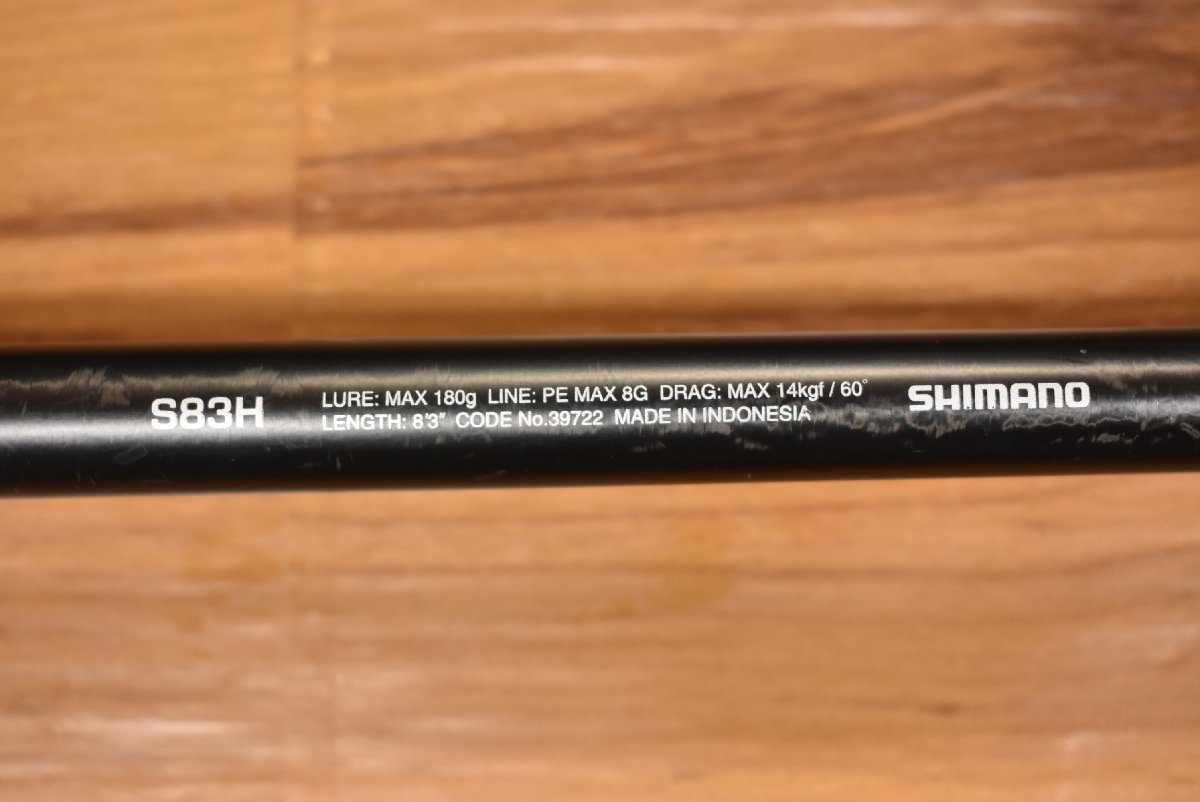 S83H
LURE: MAX 180g LINE: PE MAX 8G DRAG: MAX 14kgf / 60°
LENGTH: 8'3" CODE No.39722 MADE IN INDONESIA
SHIMANO